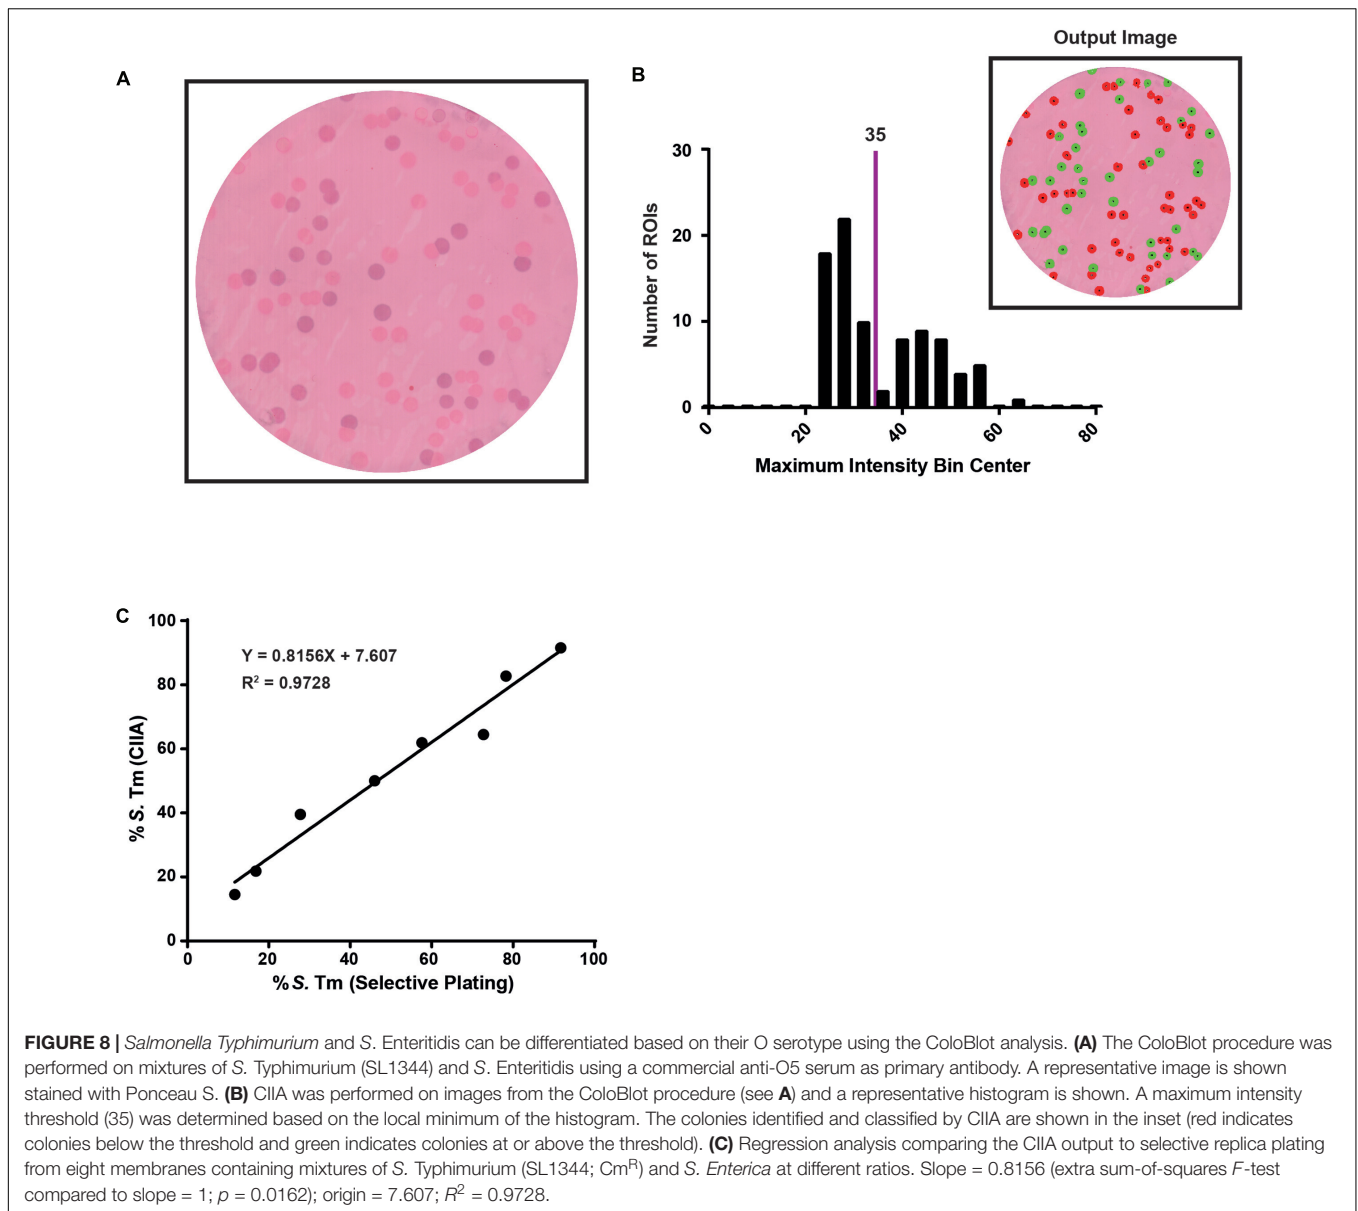 A
B
Output Image
35
30
20
10
0
Number of ROIs
0
20
40
60
80
Maximum Intensity Bin Center
C
100
80
60
40
20
0
% S. Tm (CIIA)
Y = 0.8156X + 7.607
R² = 0.9728
0
20
40
60
80
100
% S. Tm (Selective Plating)
FIGURE 8 | Salmonella Typhimurium and S. Enteritidis can be differentiated based on their O serotype using the ColoBlot analysis. (A) The ColoBlot procedure was
performed on mixtures of S. Typhimurium (SL1344) and S. Enteritidis using a commercial anti-O5 serum as primary antibody. A representative image is shown
stained with Ponceau S. (B) CIIA was performed on images from the ColoBlot procedure (see A) and a representative histogram is shown. A maximum intensity
threshold (35) was determined based on the local minimum of the histogram. The colonies identified and classified by CIIA are shown in the inset (red indicates
colonies below the threshold and green indicates colonies at or above the threshold). (C) Regression analysis comparing the CIIA output to selective replica plating
from eight membranes containing mixtures of S. Typhimurium (SL1344; Cmᴿ) and S. Enterica at different ratios. Slope = 0.8156 (extra sum-of-squares F-test
compared to slope = 1; p = 0.0162); origin = 7.607; R² = 0.9728.